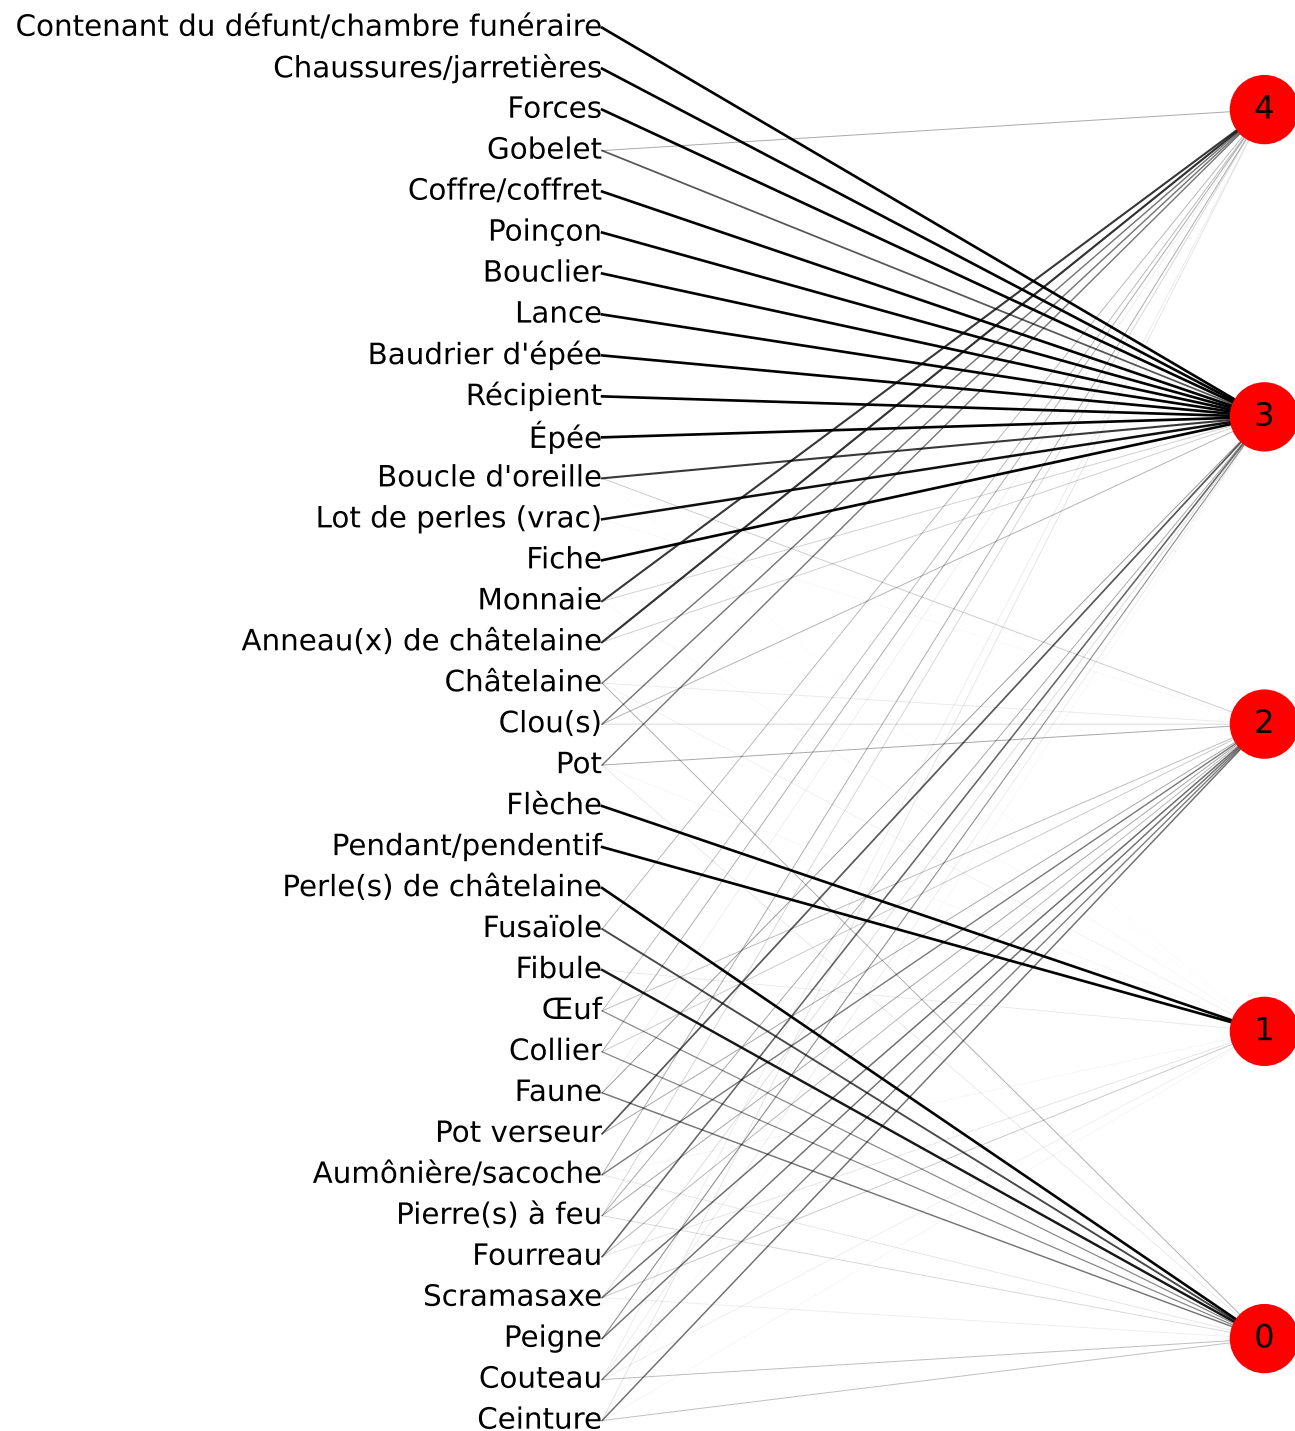 Contenant du défunt/chambre funéraire
Chaussures/jarretières
Forces
4
Gobelet
Coffre/coffret
Poinçon
Bouclier
Lance
Baudrier d'épée
Récipient
3
Épée
Boucle d'oreille
Lot de perles (vrac)
Fiche
Monnaie
Anneau(x) de châtelaine
Châtelaine
Clou(s)
2
Pot
Flèche
Pendant/pendentif
Perle(s) de châtelaine
Fusaïole
Fibule
Œuf
1
Collier
Faune
Pot verseur
Aumônière/sacoche
Pierre(s) à feu
Fourreau
Scramasaxe
Peigne
0
Couteau
Ceinture